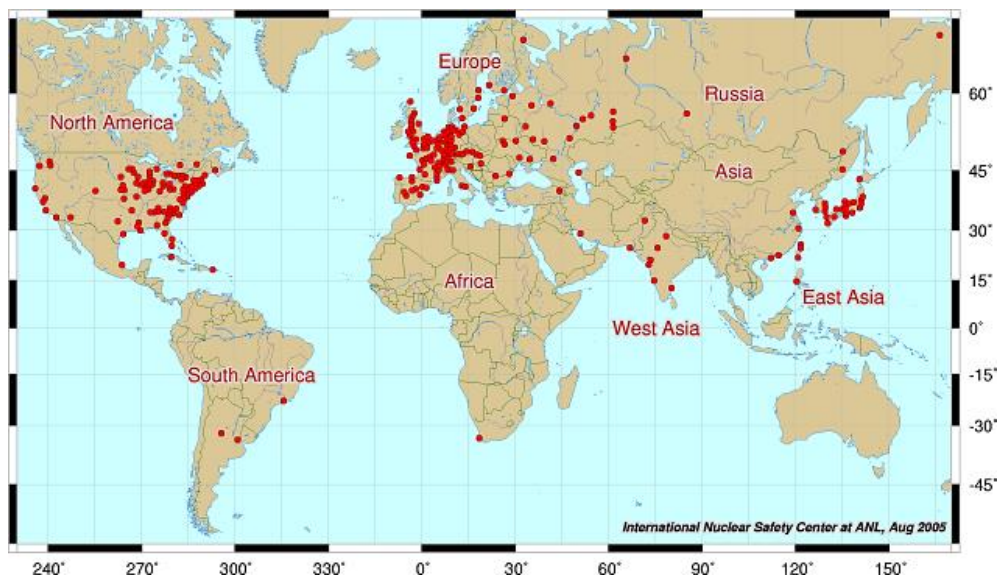 Europe
Russia
60°
North America
45°
Asia
30°
Africa
15°
East Asia
West Asia
0°
South America
-15°
-30°
-45°
International Nuclear Safety Center at ANL, Aug 2005
240° 270° 300° 330° 0° 30° 60° 90° 120° 150°